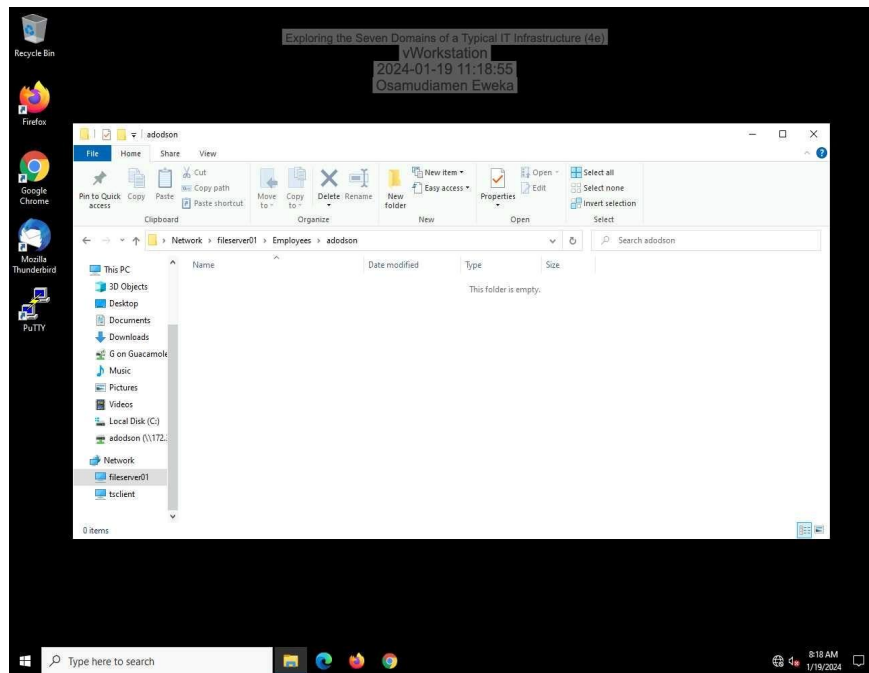 Exploring the Seven Domains of a Typical IT Infrastructure (4e)
vWorkstation
2024-01-19 11:18:55
Osamudiamen Eweka
Recycle Bin
Firefox
Google
Chrome
Mozilla
Thunderbird
PuTTY
adodson
File Home Share View
Pin to Quick
access
Copy
Paste
Cut
Copy path
Paste shortcut
Clipboard
Move
to
Copy
to
Delete
Rename
Organize
New
folder
New item
Easy access
New
Properties
Open
Edit
Open
Select all
Select none
Invert selection
Select
Network > fileserver01 > Employees > adodson
Search adodson
Name Date modified Type Size
This folder is empty.
This PC
3D Objects
Desktop
Documents
Downloads
G on Guacamole
Music
Pictures
Videos
Local Disk (C:)
adodson (\\172.
Network
fileserver01
tsclient
0 items
Type here to search
8:18 AM
1/19/2024